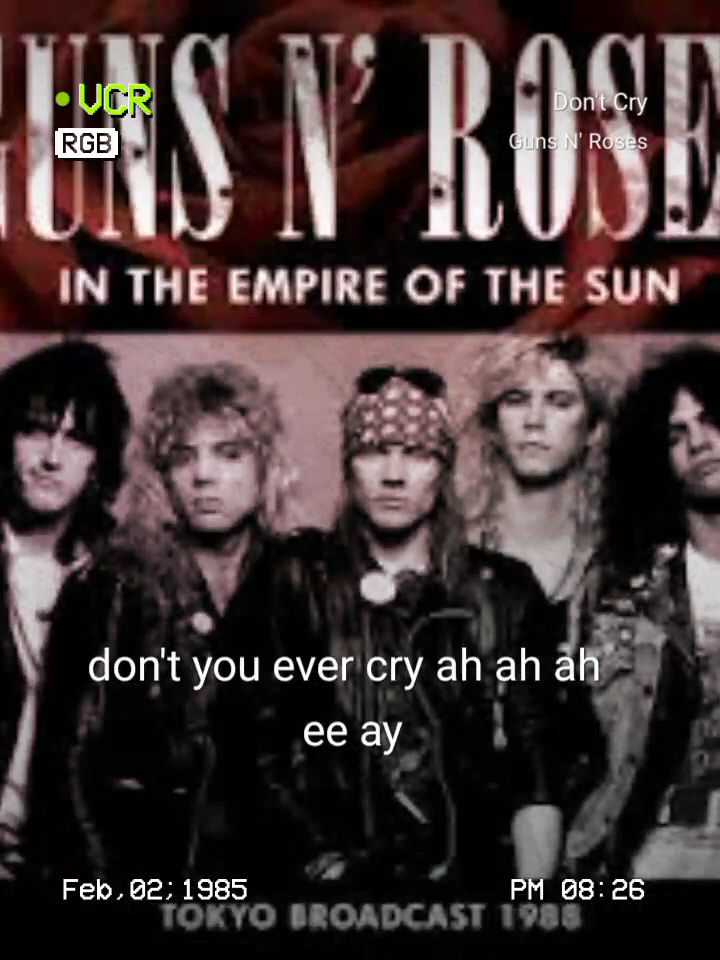 GUNS N' ROSE
• VCR
RGB
Don't Cry
Guns N' Roses
IN THE EMPIRE OF THE SUN
don't you ever cry ah ah ah
ee ay
Feb,02;1985
PM 08:26
TOKYO BROADCAST 1988